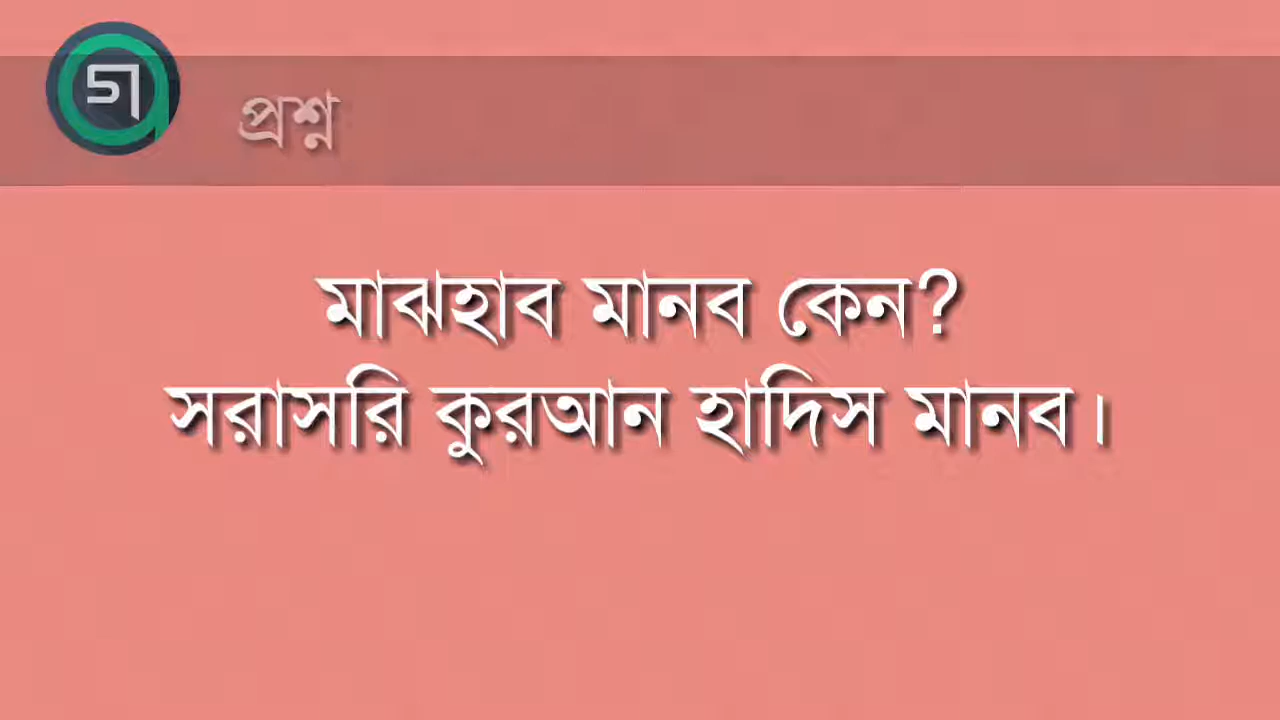 প্রশ্ন
মাঝহাব মানব কেন?
সরাসরি কুরআন হাদিস মানব।